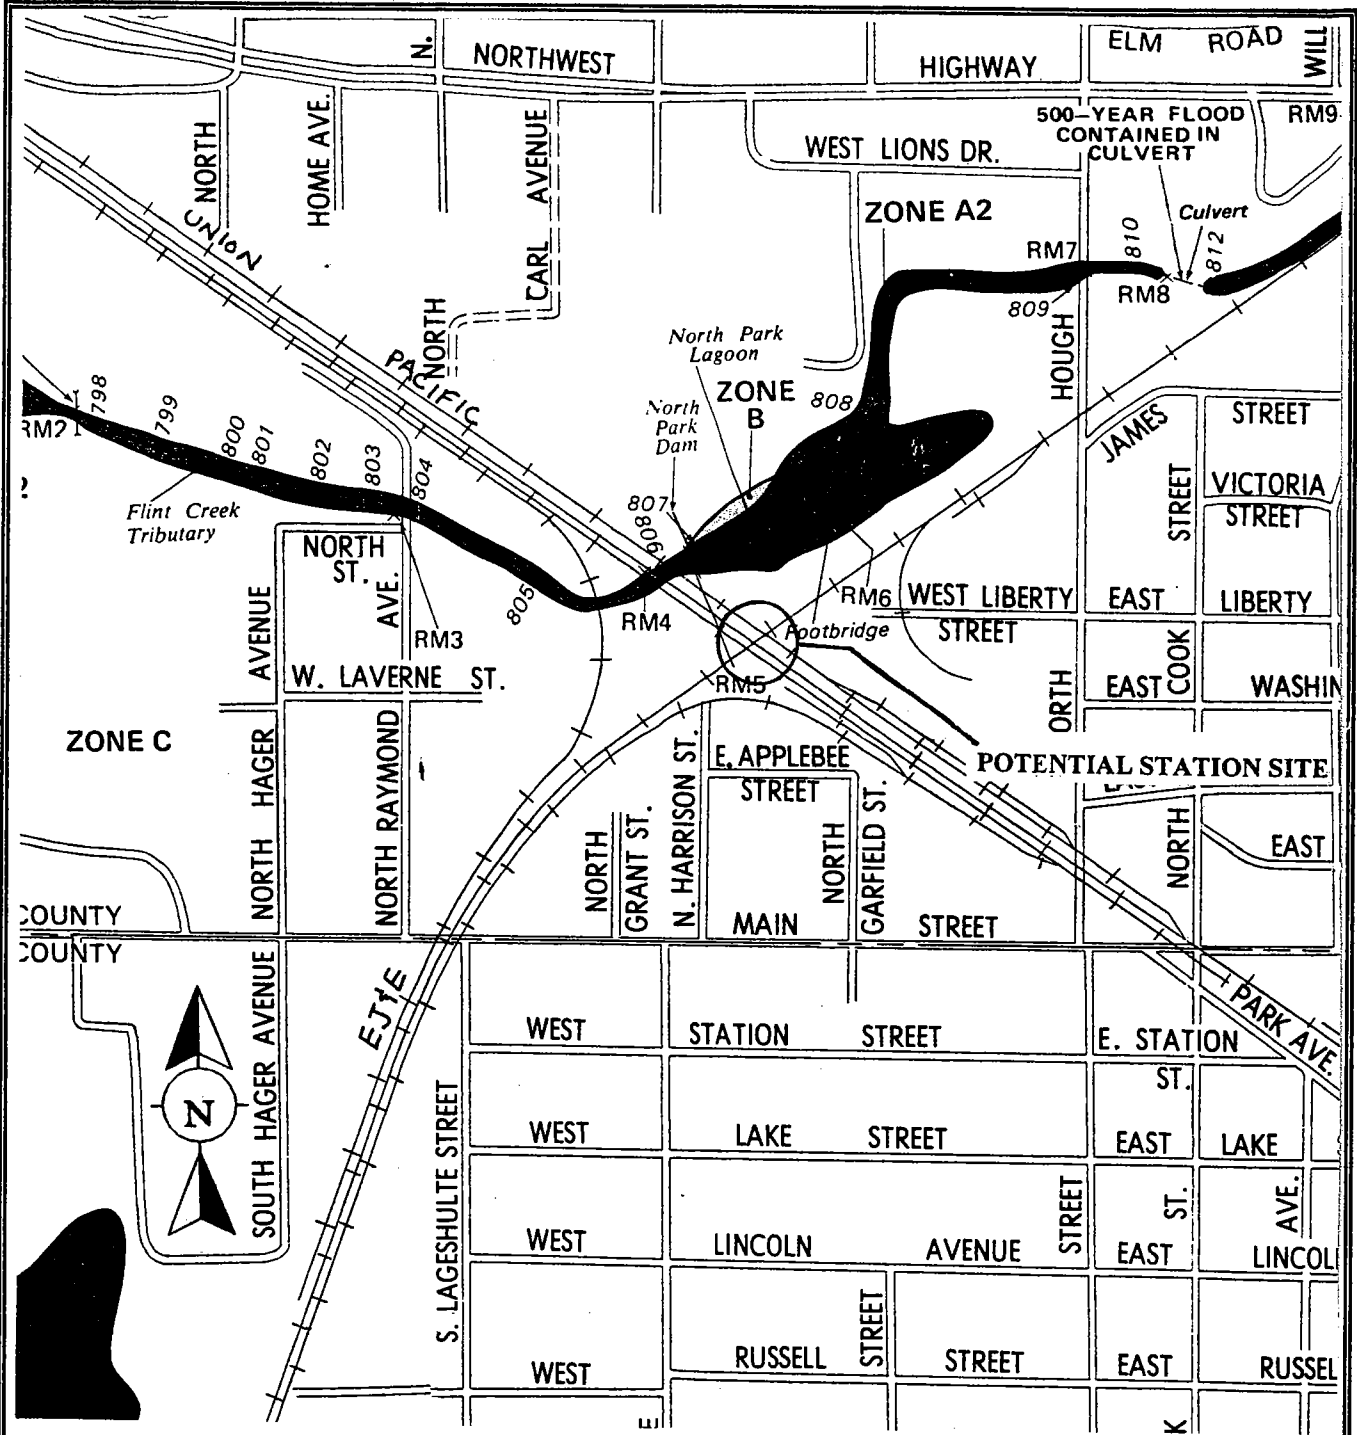 N.
NORTHWEST
HIGHWAY
ELM ROAD
WILL
NORTH
HOME AVE.
CARL AVENUE
NORTH
WEST LIONS DR.
500-YEAR FLOOD
CONTAINED IN
CULVERT
RM9
ZONE A2
Culvert
810
812
RM7
RM8
809
HOUGH
UNION
PACIFIC
North Park
Lagoon
ZONE
B
808
North
Park
Dam
807
806
JAMES
STREET
STREET
VICTORIA
STREET
798
799
800
801
802
803
804
805
RM2
Flint Creek
Tributary
NORTH
ST.
AVE.
RM3
RM4
RM5
RM6
Footbridge
WEST LIBERTY
STREET
EAST
LIBERTY
COOK
EAST
WASHIN
ORTH
AVENUE
W. LAVERNE ST.
ZONE C
NORTH HAGER
NORTH RAYMOND
E. APPLEBEE
STREET
POTENTIAL STATION SITE
NORTH
GRANT ST.
N. HARRISON ST.
NORTH
GARFIELD ST.
NORTH
EAST
COUNTY
COUNTY
MAIN
STREET
EJ&E
PARK AVE.
SOUTH HAGER AVENUE
N
S. LAGESHULTE STREET
WEST
STATION
STREET
E. STATION
ST.
WEST
LAKE
STREET
EAST
LAKE
STREET
ST.
AVE.
WEST
LINCOLN
AVENUE
EAST
LINCOL
STREET
WEST
RUSSELL
STREET
EAST
RUSSEL
E
K